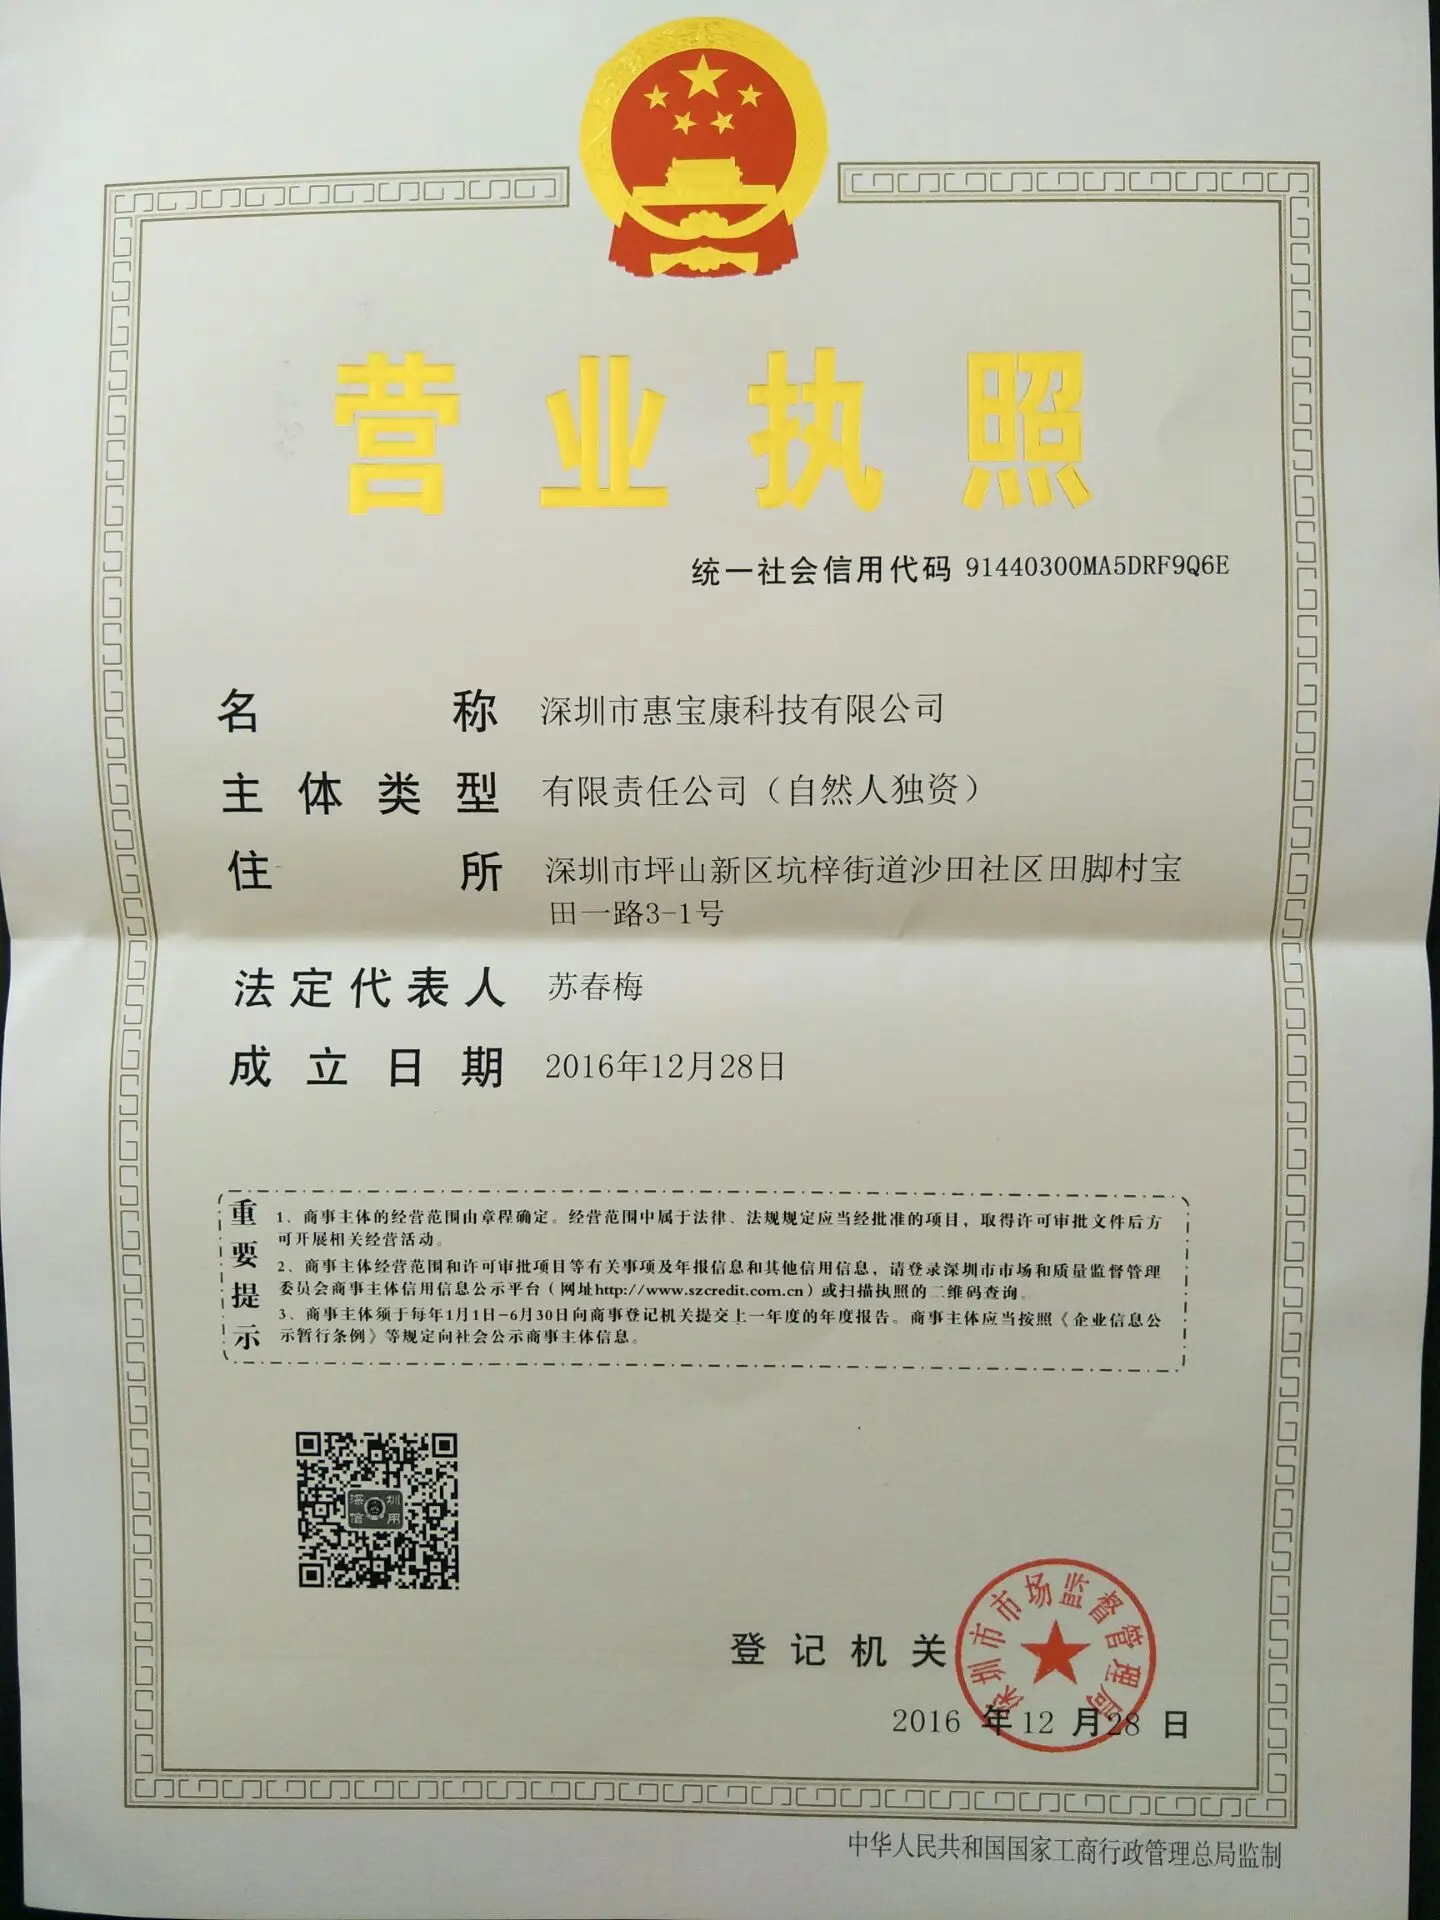 营业执照
统一社会信用代码 91440300MA5DRF9Q6E
名称 深圳市惠宝康科技有限公司
主体类型 有限责任公司（自然人独资）
住所 深圳市坪山新区坑梓街道沙田社区田脚村宝
田一路3-1号
法定代表人 苏春梅
成立日期 2016年12月28日
重要提示
1、商事主体的经营范围由章程确定。经营范围中属于法律、法规规定应当经批准的项目，取得许可审批文件后方
可开展相关经营活动。
2、商事主体经营范围和许可审批项目等有关事项及年报信息和其他信用信息，请登录深圳市市场和质量监督管理
委员会商事主体信用信息公示平台（网址http://www.szcredit.com.cn）或扫描执照的二维码查询。
3、商事主体须于每年1月1日-6月30日向商事登记机关提交上一年度的年度报告。商事主体应当按照《企业信息公
示暂行条例》等规定向社会公示商事主体信息。
深圳
信用
登记机关
深圳市市场监督管理局
2016 年 12 月 28 日
中华人民共和国国家工商行政管理总局监制